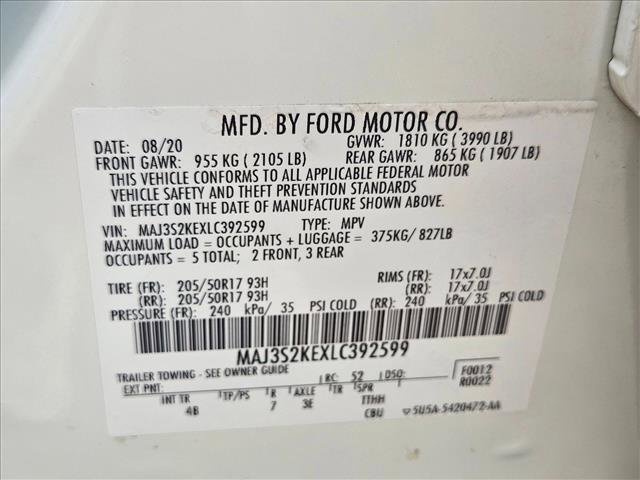 MFD. BY FORD MOTOR CO.
DATE: 08/20 GVWR: 1810 KG ( 3990 LB)
FRONT GAWR: 955 KG ( 2105 LB) REAR GAWR: 865 KG ( 1907 LB)
THIS VEHICLE CONFORMS TO ALL APPLICABLE FEDERAL MOTOR
VEHICLE SAFETY AND THEFT PREVENTION STANDARDS
IN EFFECT ON THE DATE OF MANUFACTURE SHOWN ABOVE.
VIN: MAJ3S2KEXLC392599 TYPE: MPV
MAXIMUM LOAD = OCCUPANTS + LUGGAGE = 375KG/ 827LB
OCCUPANTS = 5 TOTAL; 2 FRONT, 3 REAR
TIRE (FR): 205/50R17 93H RIMS (FR): 17x7.0J
(RR): 205/50R17 93H (RR): 17x7.0J
PRESSURE (FR): 240 kPa/ 35 PSI COLD (RR): 240 kPa/ 35 PSI COLD
MAJ3S2KEXLC392599
TRAILER TOWING - SEE OWNER GUIDE F0012
EXT PNT: RC: 52 DSO: R0022
INT TR TP/PS R AXLE TR SPR
4B 7 3E TTHH
CBU 5U5A-5420472-AA